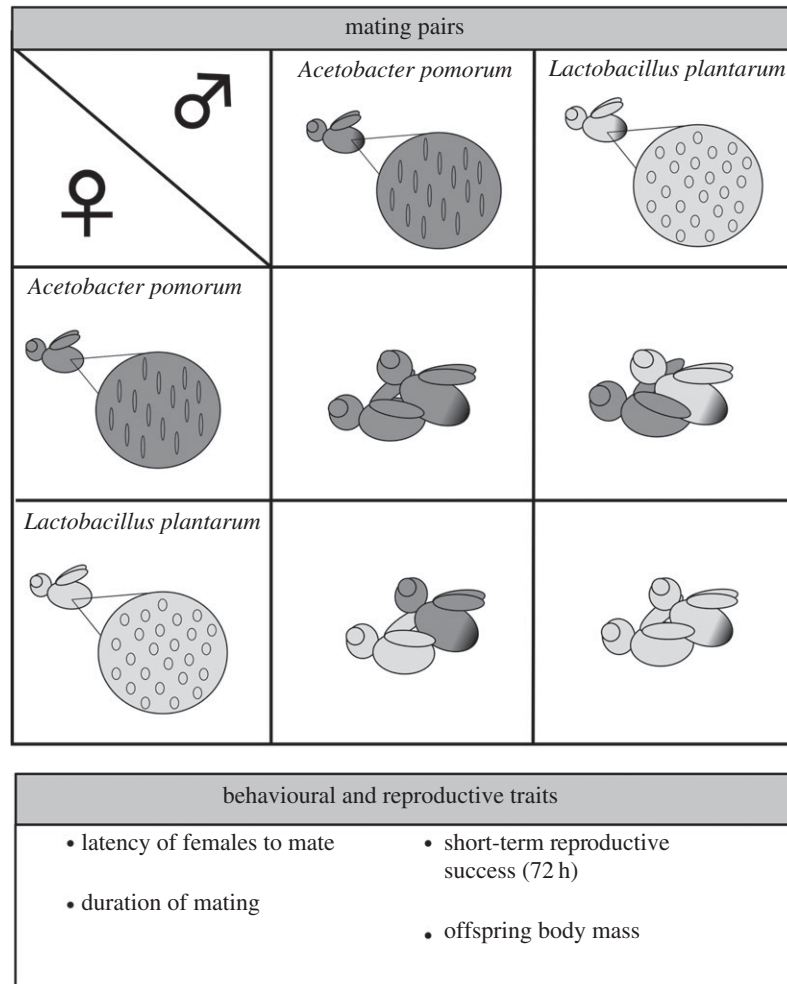 mating pairs
♂
♀
Acetobacter pomorum
Lactobacillus plantarum
Acetobacter pomorum
Lactobacillus plantarum
behavioural and reproductive traits
• latency of females to mate
• duration of mating
• short-term reproductive
success (72 h)
• offspring body mass